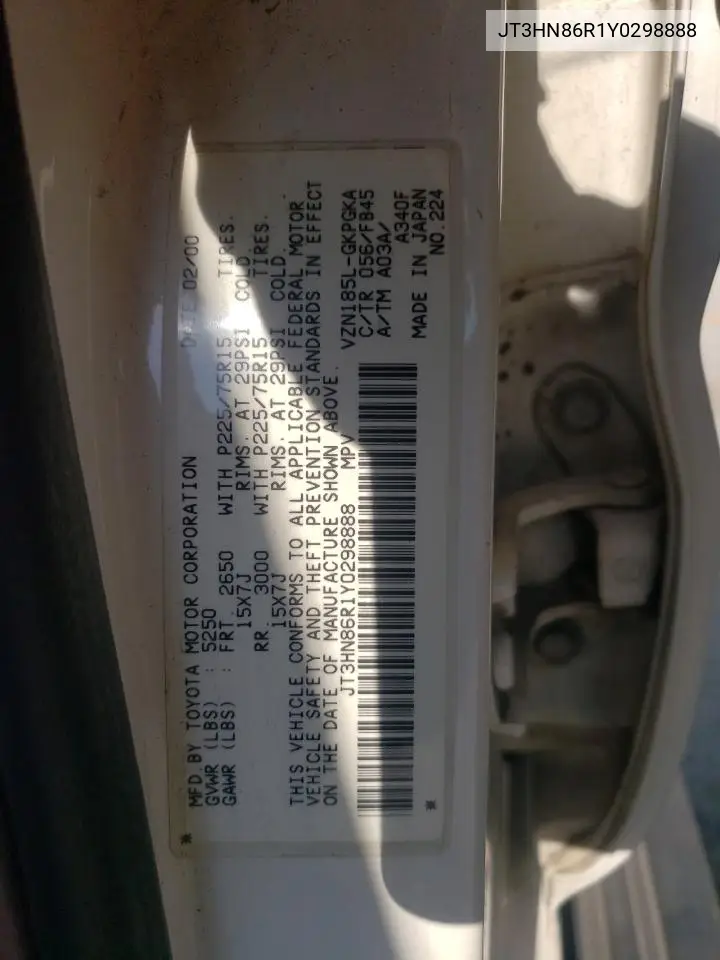 JT3HN86R1Y0298888
MFD.BY TOYOTA MOTOR CORPORATION DATE 02/00
GVWR (LBS) : 5250
GAWR (LBS) : FRT. 2650 WITH P225/75R15 TIRES.
15X7J RIMS. AT 29PSI COLD.
RR. 3000 WITH P225/75R15 TIRES.
15X7J RIMS. AT 29PSI COLD.
THIS VEHICLE CONFORMS TO ALL APPLICABLE FEDERAL MOTOR
VEHICLE SAFETY AND THEFT PREVENTION STANDARDS IN EFFECT
ON THE DATE OF MANUFACTURE SHOWN ABOVE.
JT3HN86R1Y0298888 MPV VZN185L-GKPGKA
C/TR 056/FB45
A/TM A03A/
A340F
MADE IN JAPAN
NO.224